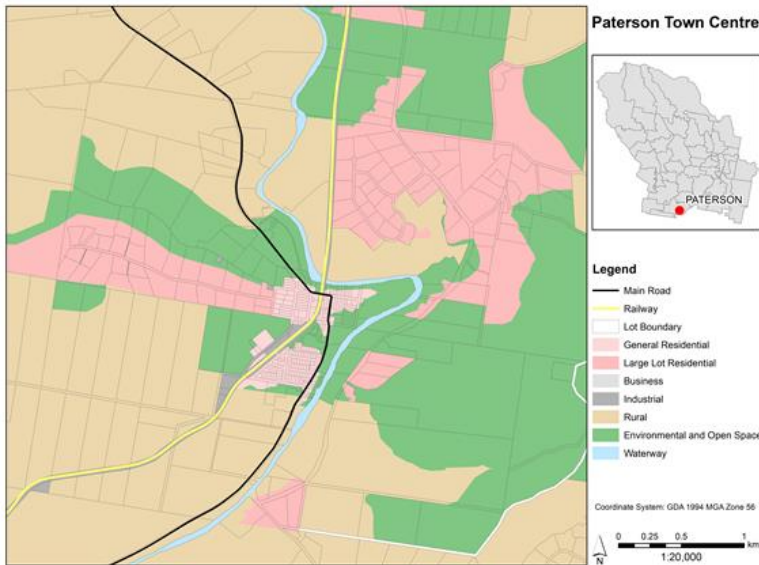 Paterson Town Centre
PATERSON
Legend
Main Road
Railway
Lot Boundary
General Residential
Large Lot Residential
Business
Industrial
Rural
Environmental and Open Space
Waterway
Coordinate System: GDA 1994 MGA Zone 56
N
0 0.25 0.5 1
km
1:20,000